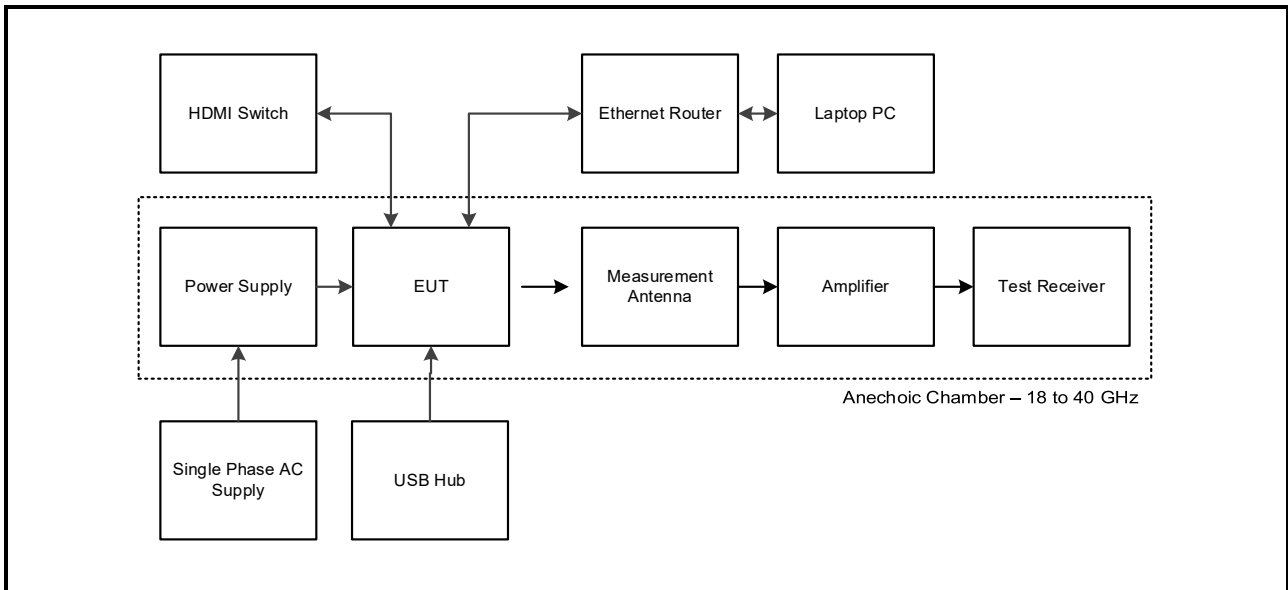 HDMI Switch
Ethernet Router
Laptop PC
Power Supply
EUT
Measurement
Antenna
Amplifier
Test Receiver
Anechoic Chamber – 18 to 40 GHz
Single Phase AC
Supply
USB Hub